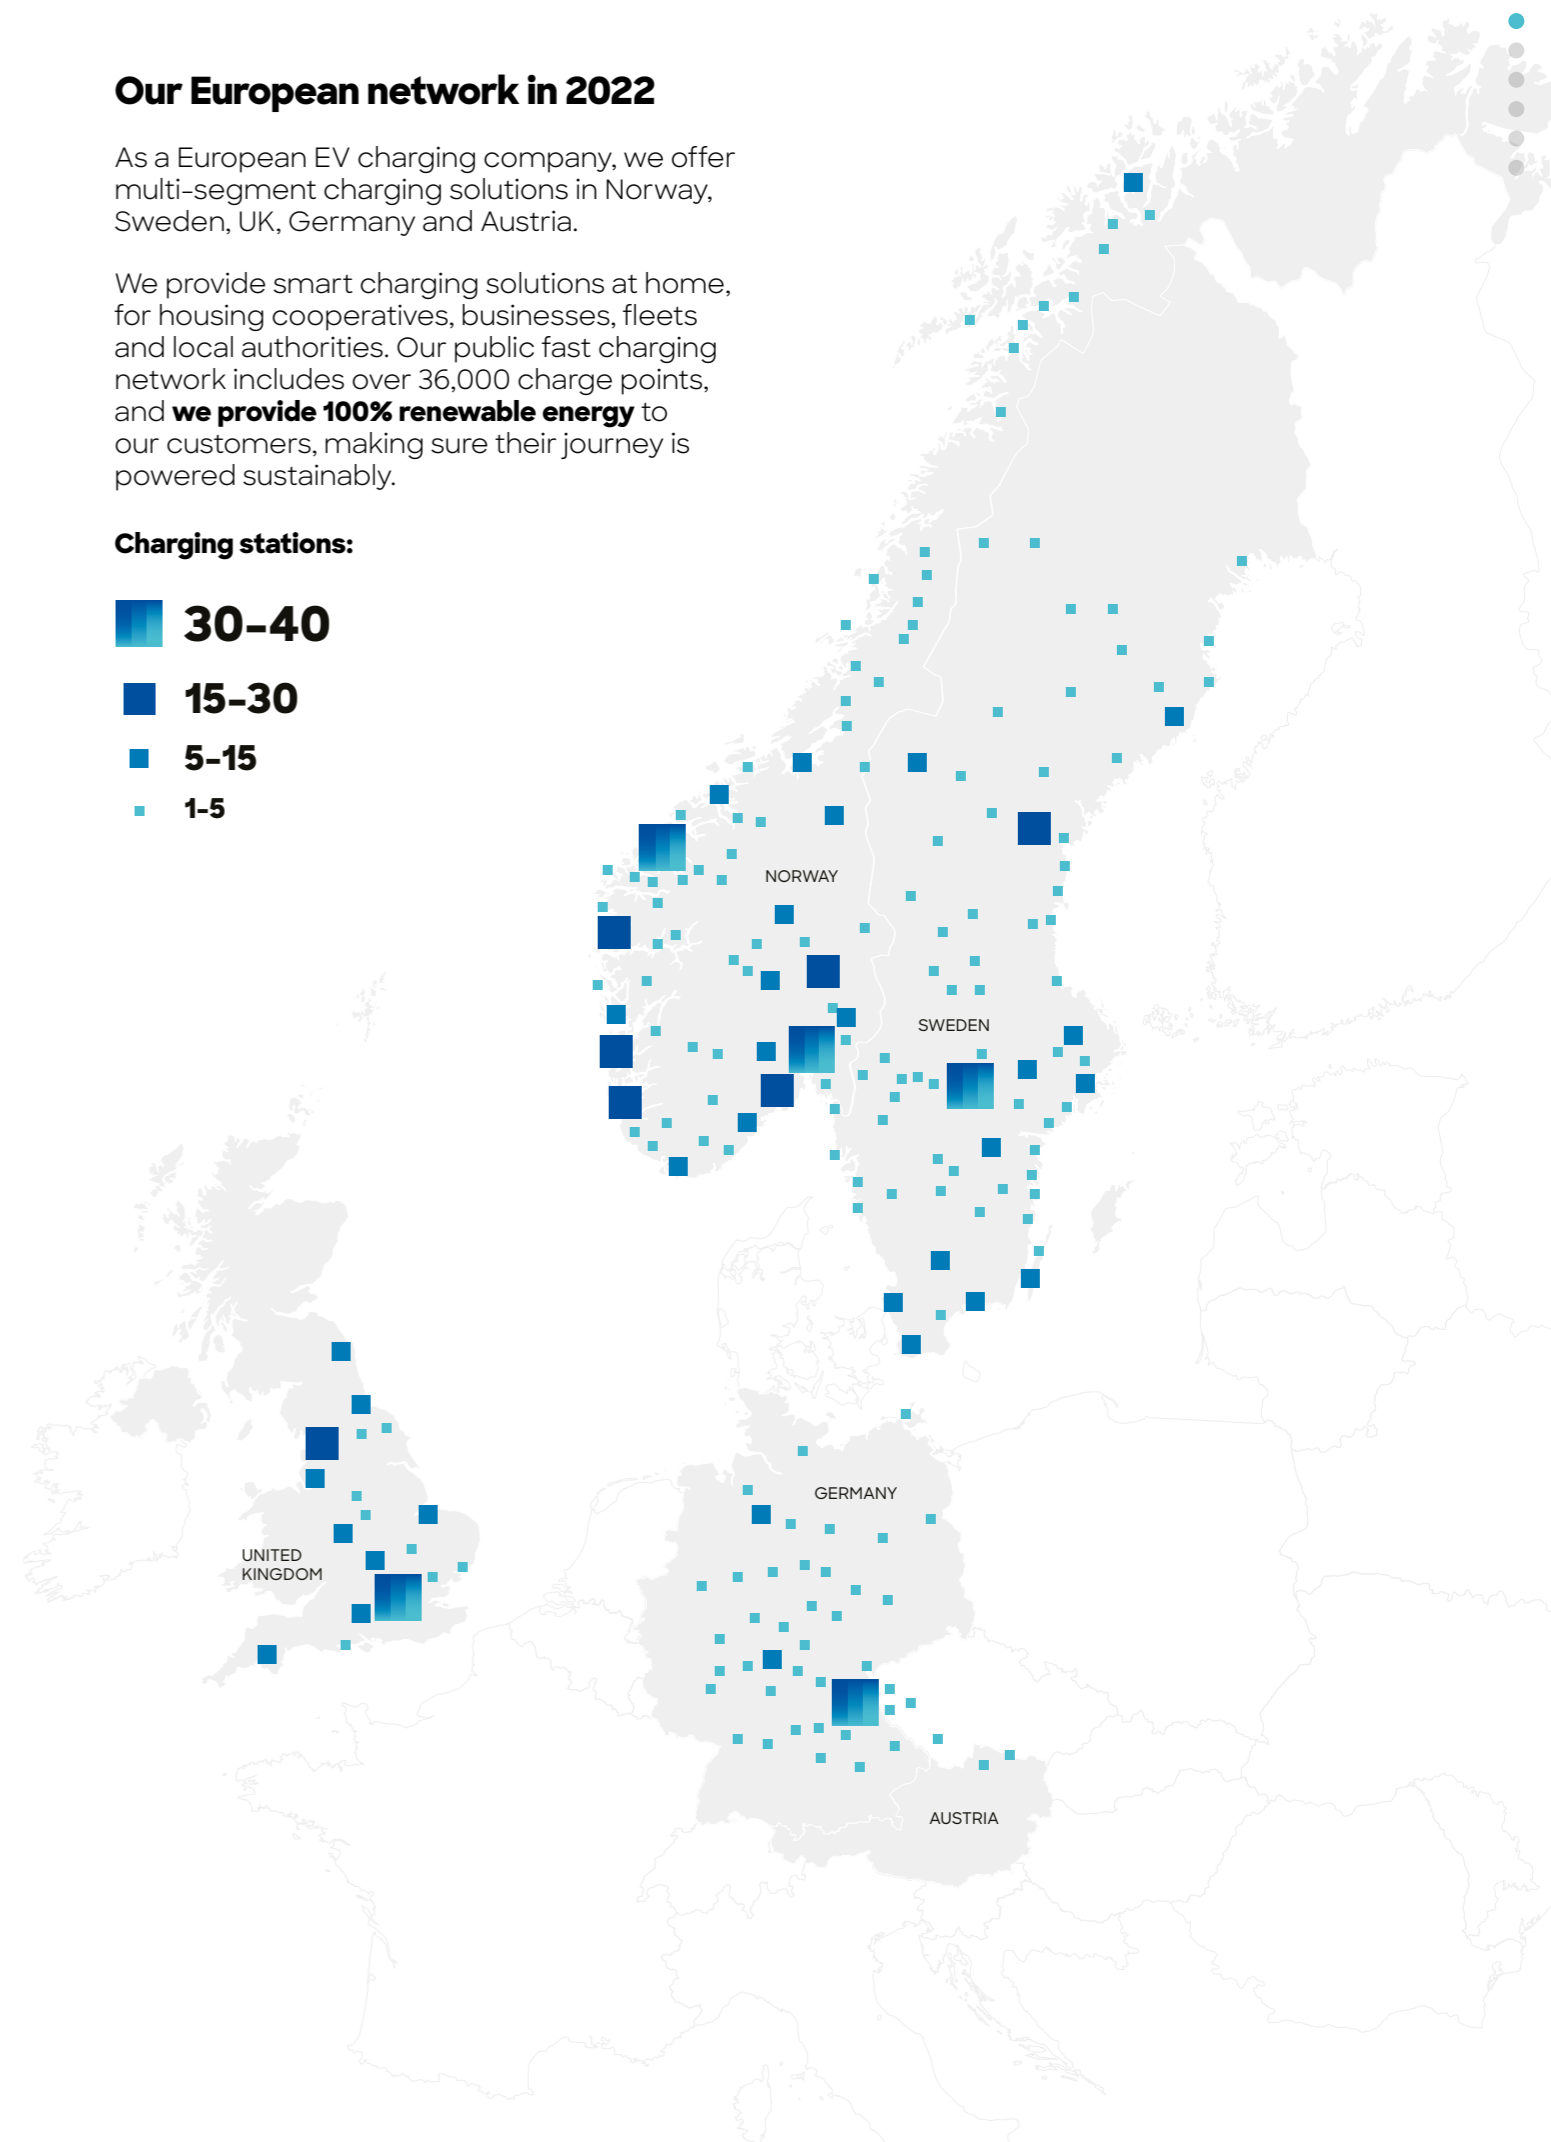 Our European network in 2022
As a European EV charging company, we offer
multi-segment charging solutions in Norway,
Sweden, UK, Germany and Austria.
We provide smart charging solutions at home,
for housing cooperatives, businesses, fleets
and local authorities. Our public fast charging
network includes over 36,000 charge points,
and we provide 100% renewable energy to
our customers, making sure their journey is
powered sustainably.
Charging stations:
30–40
15–30
5–15
1–5
NORWAY
SWEDEN
GERMANY
UNITED
KINGDOM
AUSTRIA